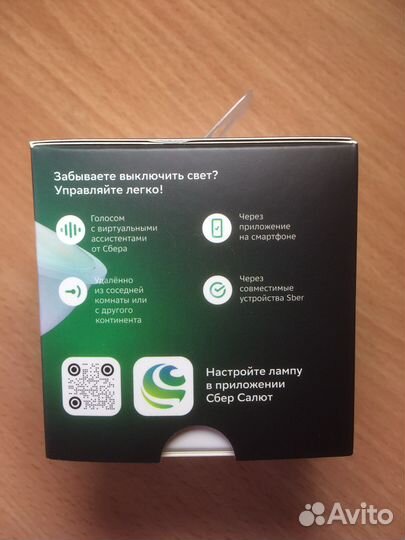 Забываете выключить свет?
Управляйте легко!
Голосом
с виртуальными
ассистентами
от Сбера
Через
приложение
на смартфоне
Удалённо
из соседней
комнаты или
с другого
континента
Через
совместимые
устройства Sber
Настройте лампу
в приложении
Сбер Салют
Avito